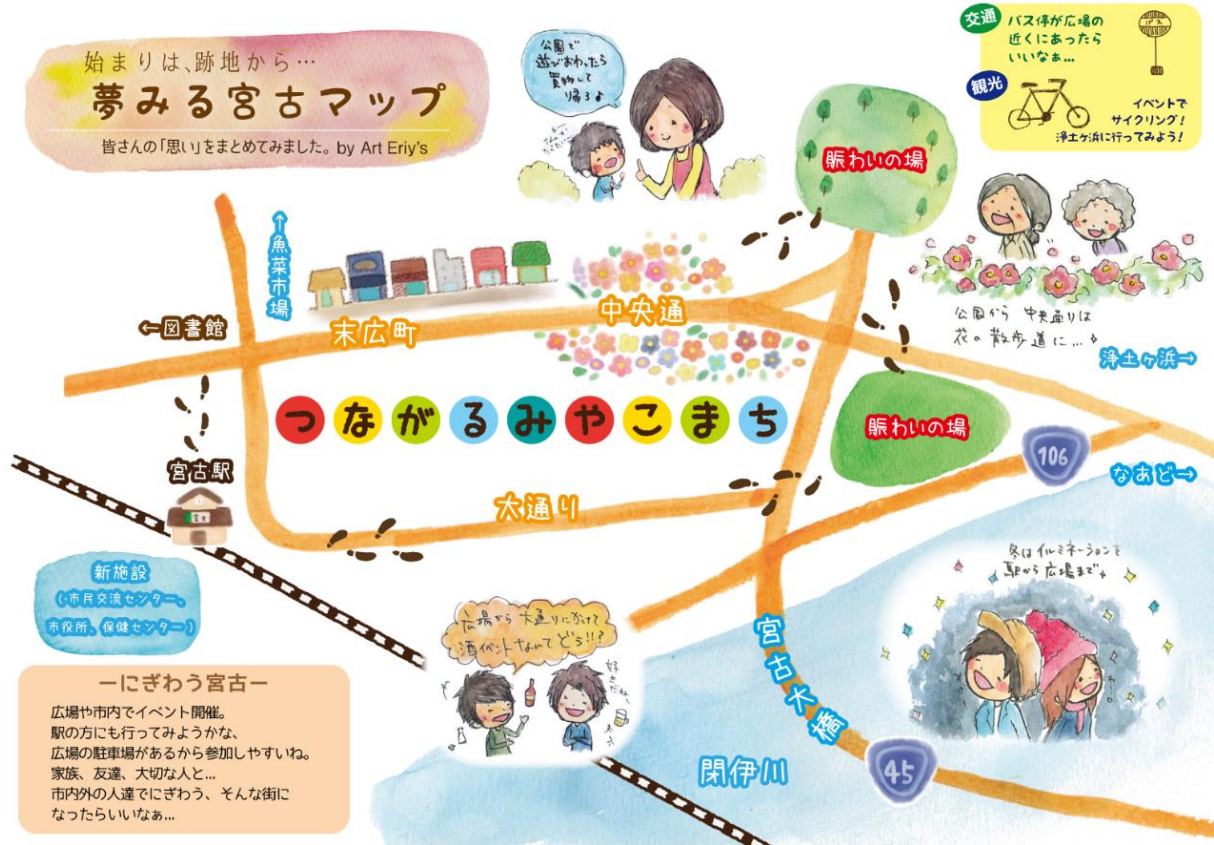 始まりは、跡地から…
夢みる宮古マップ
皆さんの「思い」をまとめてみました。by Art Eriy's
公園で
遊びおわったら
買物して
帰ろよ
賑わいの場
交通
バス停が広場の
近くにあったら
いいなぁ…
バス
観光
イベントで
サイクリング!
浄土ヶ浜に行ってみよう!
公園から 中央通りは
花の散歩道に…♪
↑魚菜市場
←図書館
末広町
中央通
浄土ヶ浜→
つながるみやこまち
賑わいの場
106
なあど→
宮古駅
宮古
大通り
新施設
(市民交流センター、
市役所、保健センター)
冬はイルミネーションを
駅から広場まで♪
広場から大通りにかけて
酒イベントなんてどう!!?
好きだね
宮古大橋
45
閉伊川
ーにぎわう宮古ー
広場や市内でイベント開催。
駅の方にも行ってみようかな、
広場の駐車場があるから参加しやすいね。
家族、友達、大切な人と…
市内外の人達でにぎわう、そんな街に
なったらいいなぁ…